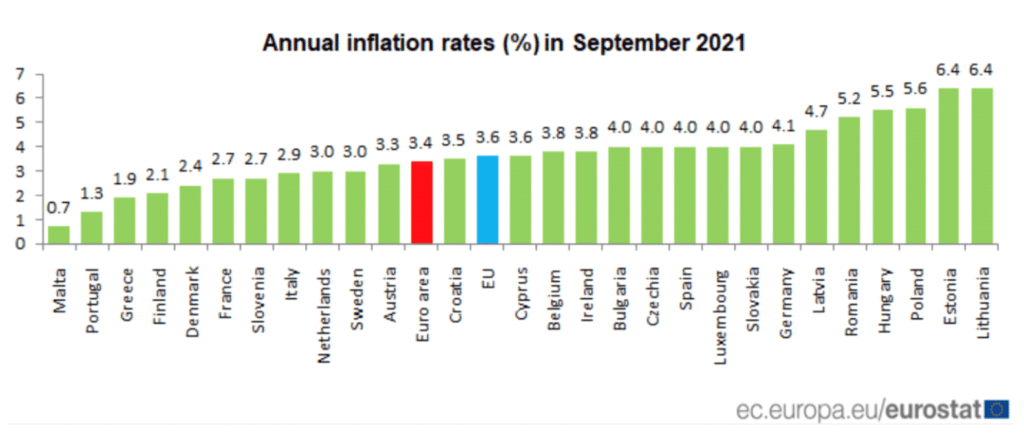 Annual inflation rates (%) in September 2021
7
6
5
4
3
2
1
0
0.7
1.3
1.9
2.1
2.4
2.7
2.7
2.9
3.0
3.0
3.3
3.4
3.5
3.6
3.6
3.8
3.8
4.0
4.0
4.0
4.0
4.0
4.1
4.7
5.2
5.5
5.6
6.4
6.4
Malta
Portugal
Greece
Finland
Denmark
France
Slovenia
Italy
Netherlands
Sweden
Austria
Euro area
Croatia
EU
Cyprus
Belgium
Ireland
Bulgaria
Czechia
Spain
Luxembourg
Slovakia
Germany
Latvia
Romania
Hungary
Poland
Estonia
Lithuania
ec.europa.eu/eurostat